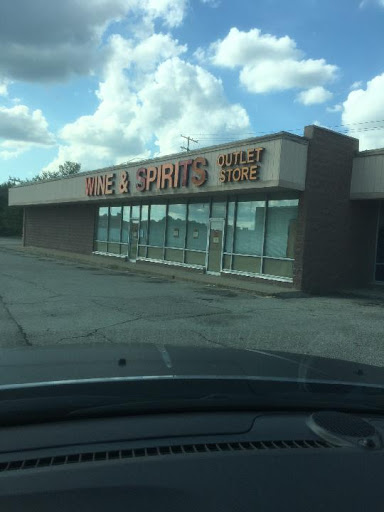 WINE & SPIRITS OUTLET
STORE